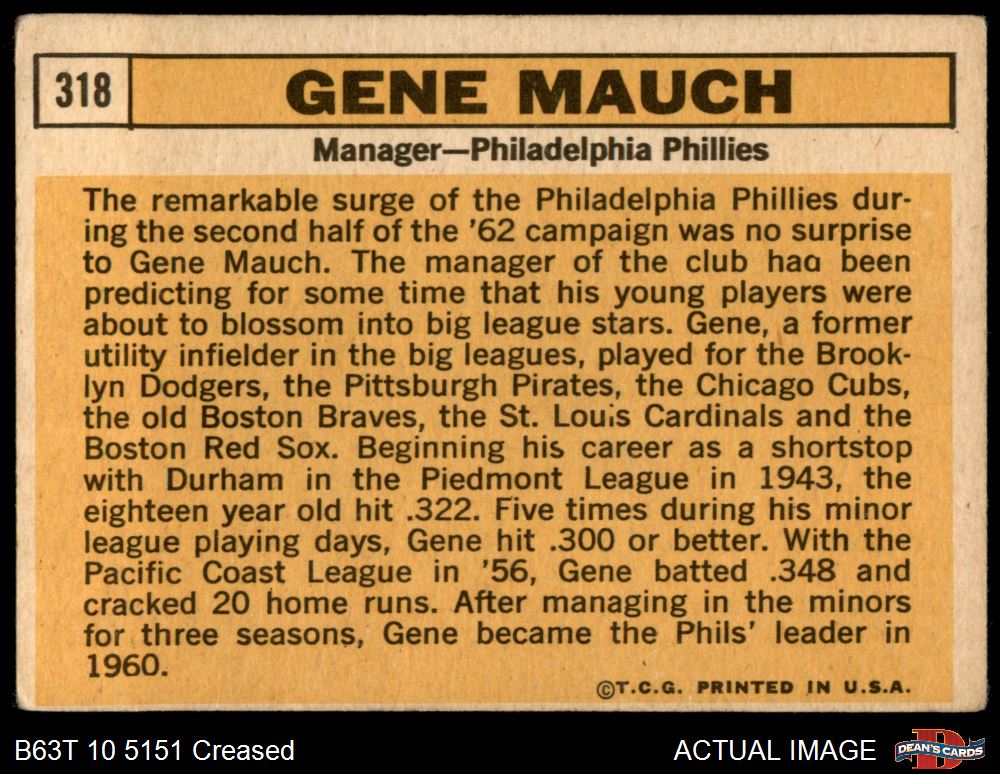 318
GENE MAUCH
Manager—Philadelphia Phillies
The remarkable surge of the Philadelphia Phillies dur-
ing the second half of the '62 campaign was no surprise
to Gene Mauch. The manager of the club had been
predicting for some time that his young players were
about to blossom into big league stars. Gene, a former
utility infielder in the big leagues, played for the Brook-
lyn Dodgers, the Pittsburgh Pirates, the Chicago Cubs,
the old Boston Braves, the St. Louis Cardinals and the
Boston Red Sox. Beginning his career as a shortstop
with Durham in the Piedmont League in 1943, the
eighteen year old hit .322. Five times during his minor
league playing days, Gene hit .300 or better. With the
Pacific Coast League in '56, Gene batted .348 and
cracked 20 home runs. After managing in the minors
for three seasons, Gene became the Phils' leader in
1960.
©T.C.G. PRINTED IN U.S.A.
B63T 10 5151 Creased
ACTUAL IMAGE
DEAN'S CARDS